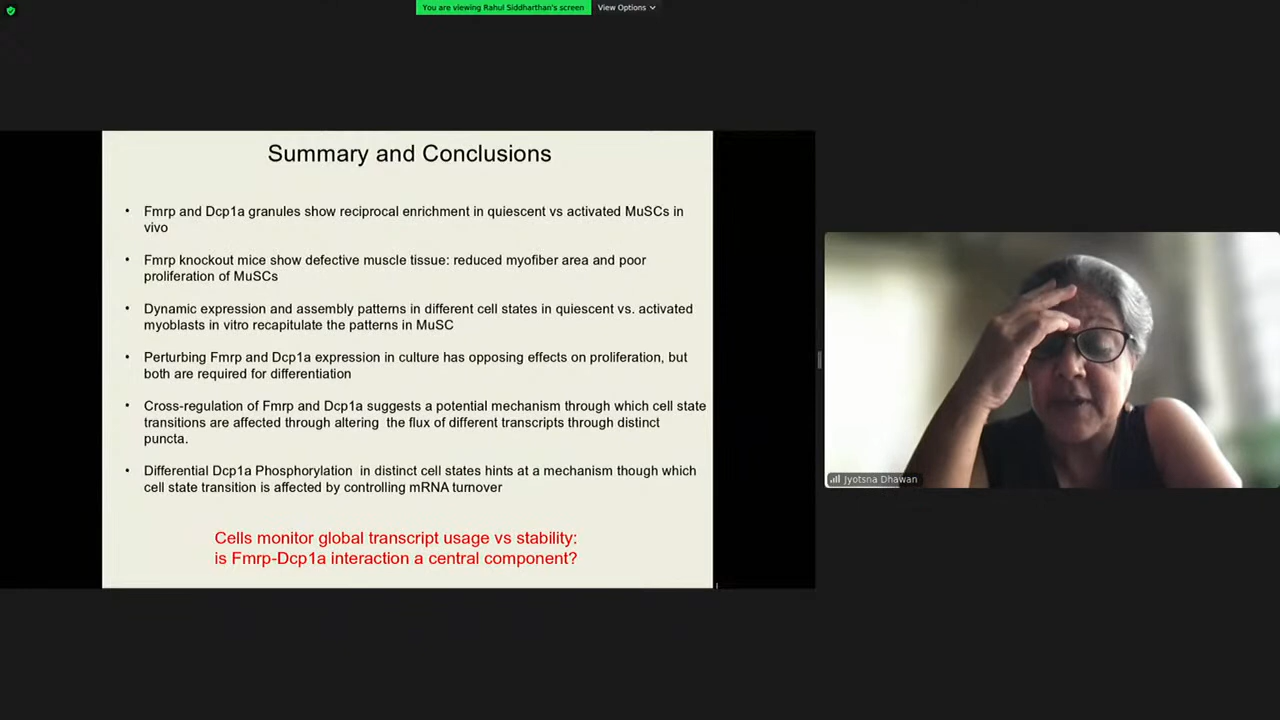 You are viewing Rahul Siddharthan's screen
View Options
Summary and Conclusions
• Fmrp and Dcp1a granules show reciprocal enrichment in quiescent vs activated MuSCs in
vivo
• Fmrp knockout mice show defective muscle tissue: reduced myofiber area and poor
proliferation of MuSCs
• Dynamic expression and assembly patterns in different cell states in quiescent vs. activated
myoblasts in vitro recapitulate the patterns in MuSC
• Perturbing Fmrp and Dcp1a expression in culture has opposing effects on proliferation, but
both are required for differentiation
• Cross-regulation of Fmrp and Dcp1a suggests a potential mechanism through which cell state
transitions are affected through altering the flux of different transcripts through distinct
puncta.
• Differential Dcp1a Phosphorylation in distinct cell states hints at a mechanism though which
cell state transition is affected by controlling mRNA turnover
Cells monitor global transcript usage vs stability:
is Fmrp-Dcp1a interaction a central component?
Jyotsna Dhawan